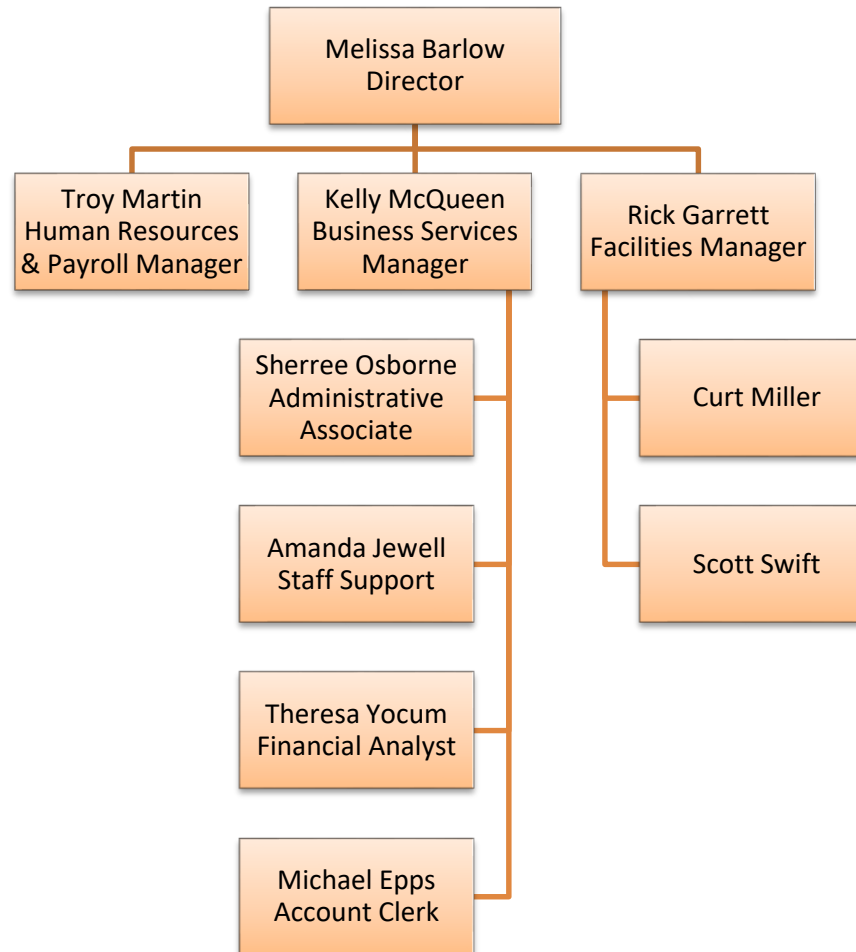 Melissa Barlow
Director
Troy Martin
Human Resources
& Payroll Manager
Kelly McQueen
Business Services
Manager
Rick Garrett
Facilities Manager
Sherree Osborne
Administrative
Associate
Curt Miller
Amanda Jewell
Staff Support
Scott Swift
Theresa Yocum
Financial Analyst
Michael Epps
Account Clerk